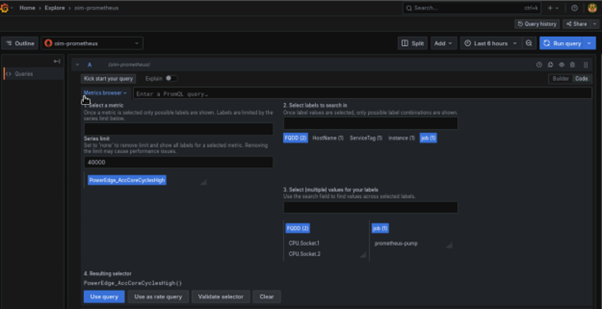 Home > Explore > oim-prometheus
Search...
ctrl+k
Query history
Share
Outline
oim-prometheus
Split
Add
Last 6 hours
Run query
Queries
A
(oim-prometheus)
Kick start your query
Explain
Builder
Code
Metrics browser
Enter a PromQL query…
1. Select a metric
Once a metric is selected only possible labels are shown. Labels are limited by the
series limit below.
Series limit
Set to 'none' to remove limit and show all labels for a selected metric. Removing
the limit may cause performance issues.
40000
PowerEdge_AccCoreCyclesHigh
2. Select labels to search in
Once label values are selected, only possible label combinations are shown.
FQDD (2)
HostName (1)
ServiceTag (1)
instance (1)
job (1)
3. Select (multiple) values for your labels
Use the search field to find values across selected labels.
FQDD (2)
CPU.Socket.1
CPU.Socket.2
job (1)
prometheus-pump
4. Resulting selector
PowerEdge_AccCoreCyclesHigh{}
Use query
Use as rate query
Validate selector
Clear